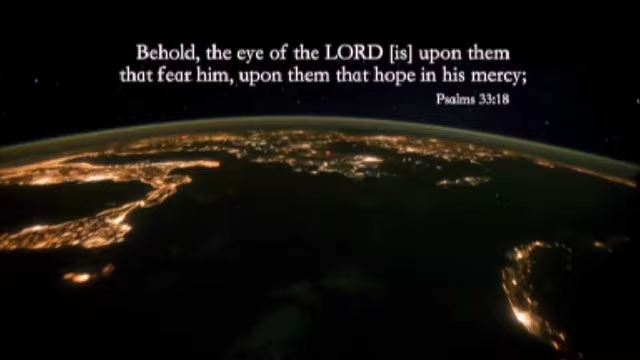 Behold, the eye of the LORD [is] upon them
that fear him, upon them that hope in his mercy;
Psalms 33:18